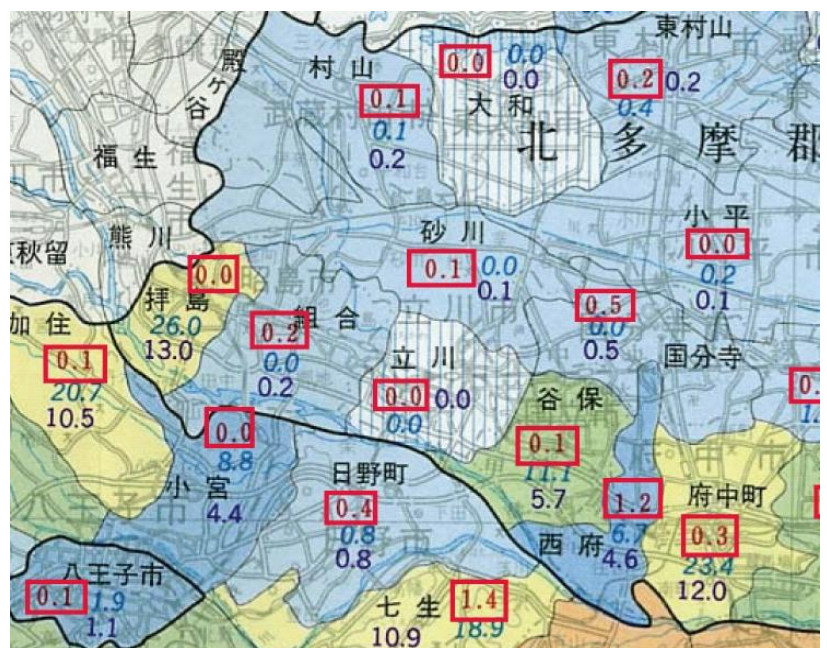 東村山
殿ヶ谷
村山
0.0
0.0
0.0
0.2
0.2
0.4
0.1
0.1
0.2
大和
福生
北多摩郡
熊川
秋留
砂川
0.1
0.0
0.1
小平
0.0
0.2
0.1
0.0
拝島
26.0
13.0
組合
0.2
0.0
0.2
0.5
0.0
0.5
国分寺
加住
0.1
20.7
10.5
立川
0.0
0.0
0.0
谷保
0.1
11.1
5.7
0.0
8.8
小宮
4.4
日野町
0.4
0.8
0.8
1.2
6.7
4.6
西府
府中町
0.3
23.4
12.0
八王子市
0.1
1.9
1.1
七生
1.4
18.9
10.9